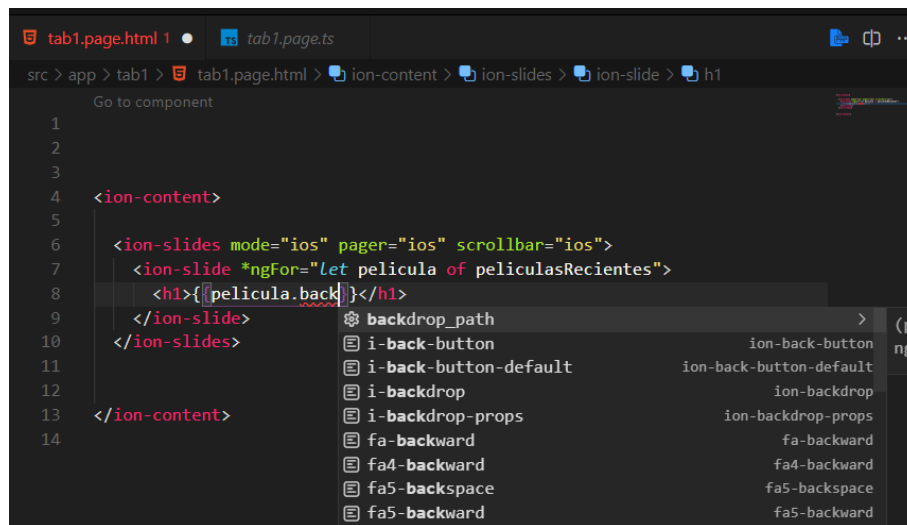 tab1.page.html 1 ● TS tab1.page.ts
src > app > tab1 > tab1.page.html > ion-content > ion-slides > ion-slide > h1
Go to component
1
2
3
4 <ion-content>
5
6 <ion-slides mode="ios" pager="ios" scrollbar="ios">
7 <ion-slide *ngFor="let pelicula of peliculasRecientes">
8 <h1>{{pelicula.back}}</h1>
9 </ion-slide>
10 </ion-slides>
11
12
13 </ion-content>
14
backdrop_path >
i-back-button ion-back-button
i-back-button-default ion-back-button-default
i-backdrop ion-backdrop
i-backdrop-props ion-backdrop-props
fa-backward fa-backward
fa4-backward fa4-backward
fa5-backspace fa5-backspace
fa5-backward fa5-backward
(p
ng